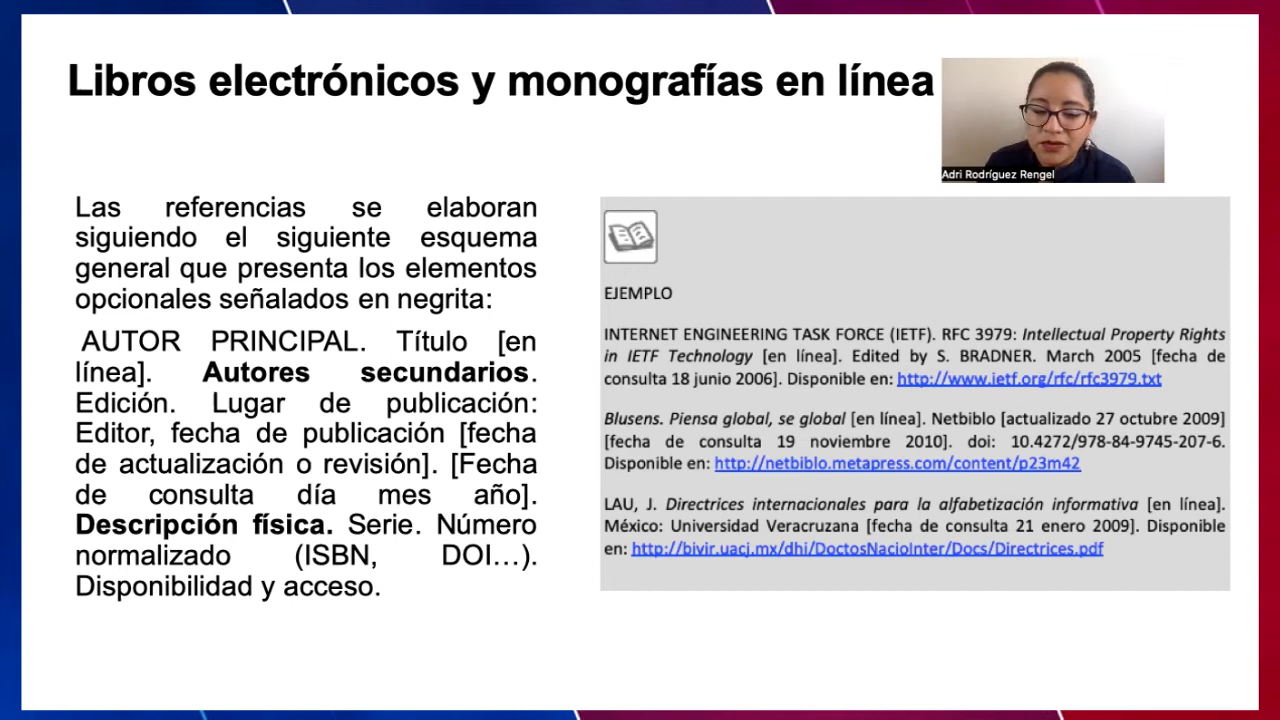 Libros electrónicos y monografías en línea
Adri Rodríguez Rengel
Las referencias se elaboran
siguiendo el siguiente esquema
general que presenta los elementos
opcionales señalados en negrita:
AUTOR PRINCIPAL. Título [en
línea]. Autores secundarios.
Edición. Lugar de publicación:
Editor, fecha de publicación [fecha
de actualización o revisión]. [Fecha
de consulta día mes año].
Descripción física. Serie. Número
normalizado (ISBN, DOI…).
Disponibilidad y acceso.
EJEMPLO
INTERNET ENGINEERING TASK FORCE (IETF). RFC 3979: Intellectual Property Rights
in IETF Technology [en línea]. Edited by S. BRADNER. March 2005 [fecha de
consulta 18 junio 2006]. Disponible en: http://www.ietf.org/rfc/rfc3979.txt
Blusens. Piensa global, se global [en línea]. Netbiblo [actualizado 27 octubre 2009]
[fecha de consulta 19 noviembre 2010]. doi: 10.4272/978-84-9745-207-6.
Disponible en: http://netbiblo.metapress.com/content/p23m42
LAU, J. Directrices internacionales para la alfabetización informativa [en línea].
México: Universidad Veracruzana [fecha de consulta 21 enero 2009]. Disponible
en: http://bivir.uacj.mx/dhi/DoctosNacioInter/Docs/Directrices.pdf